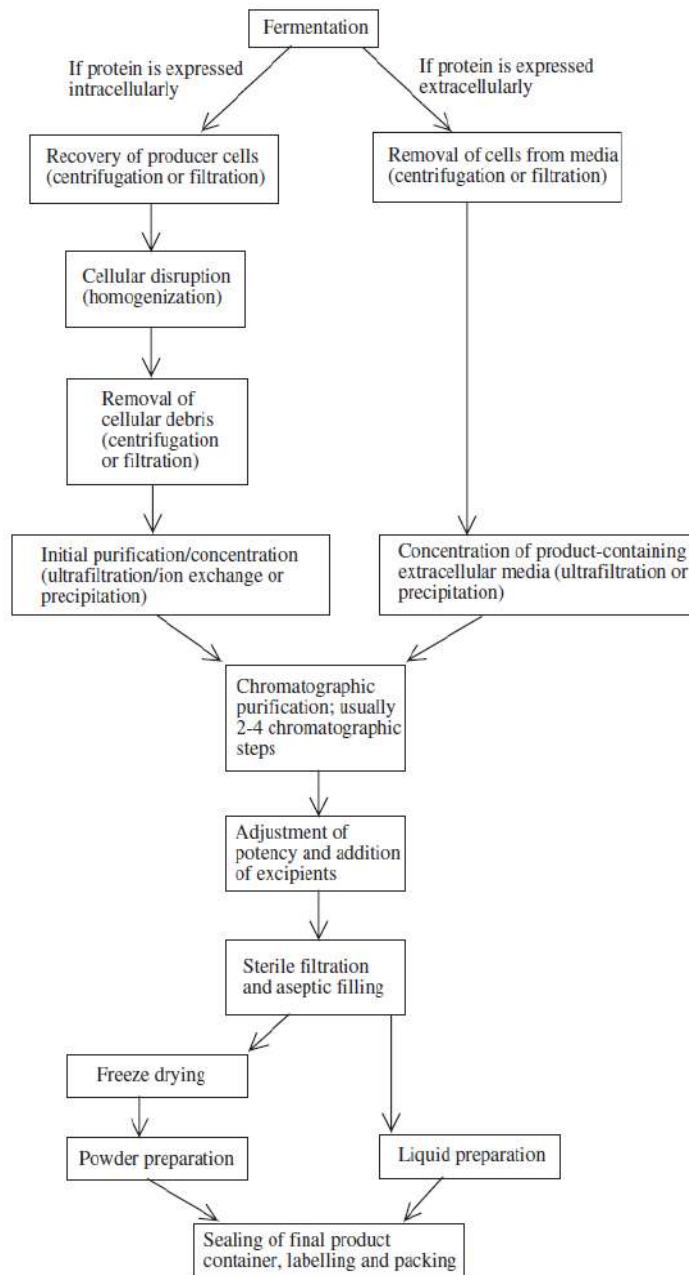 Fermentation
If protein is expressed
intracellularly
If protein is expressed
extracellularly
Recovery of producer cells
(centrifugation or filtration)
Removal of cells from media
(centrifugation or filtration)
Cellular disruption
(homogenization)
Removal of
cellular debris
(centrifugation
or filtration)
Initial purification/concentration
(ultrafiltration/ion exchange or
precipitation)
Concentration of product-containing
extracellular media (ultrafiltration or
precipitation)
Chromatographic
purification; usually
2-4 chromatographic
steps
Adjustment of
potency and addition
of excipients
Sterile filtration
and aseptic filling
Freeze drying
Powder preparation
Liquid preparation
Sealing of final product
container, labelling and packing